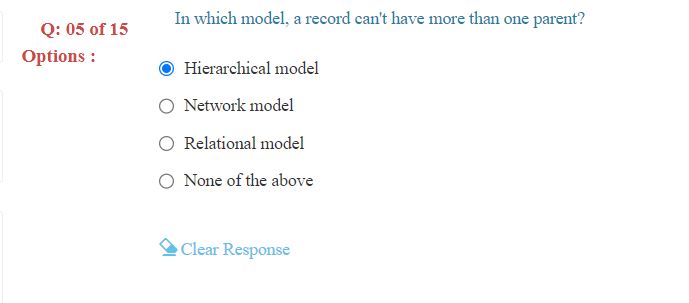 In which model, a record can't have more than one parent?
Q: 05 of 15
Options :
Hierarchical model
Network model
Relational model
None of the above
Clear Response